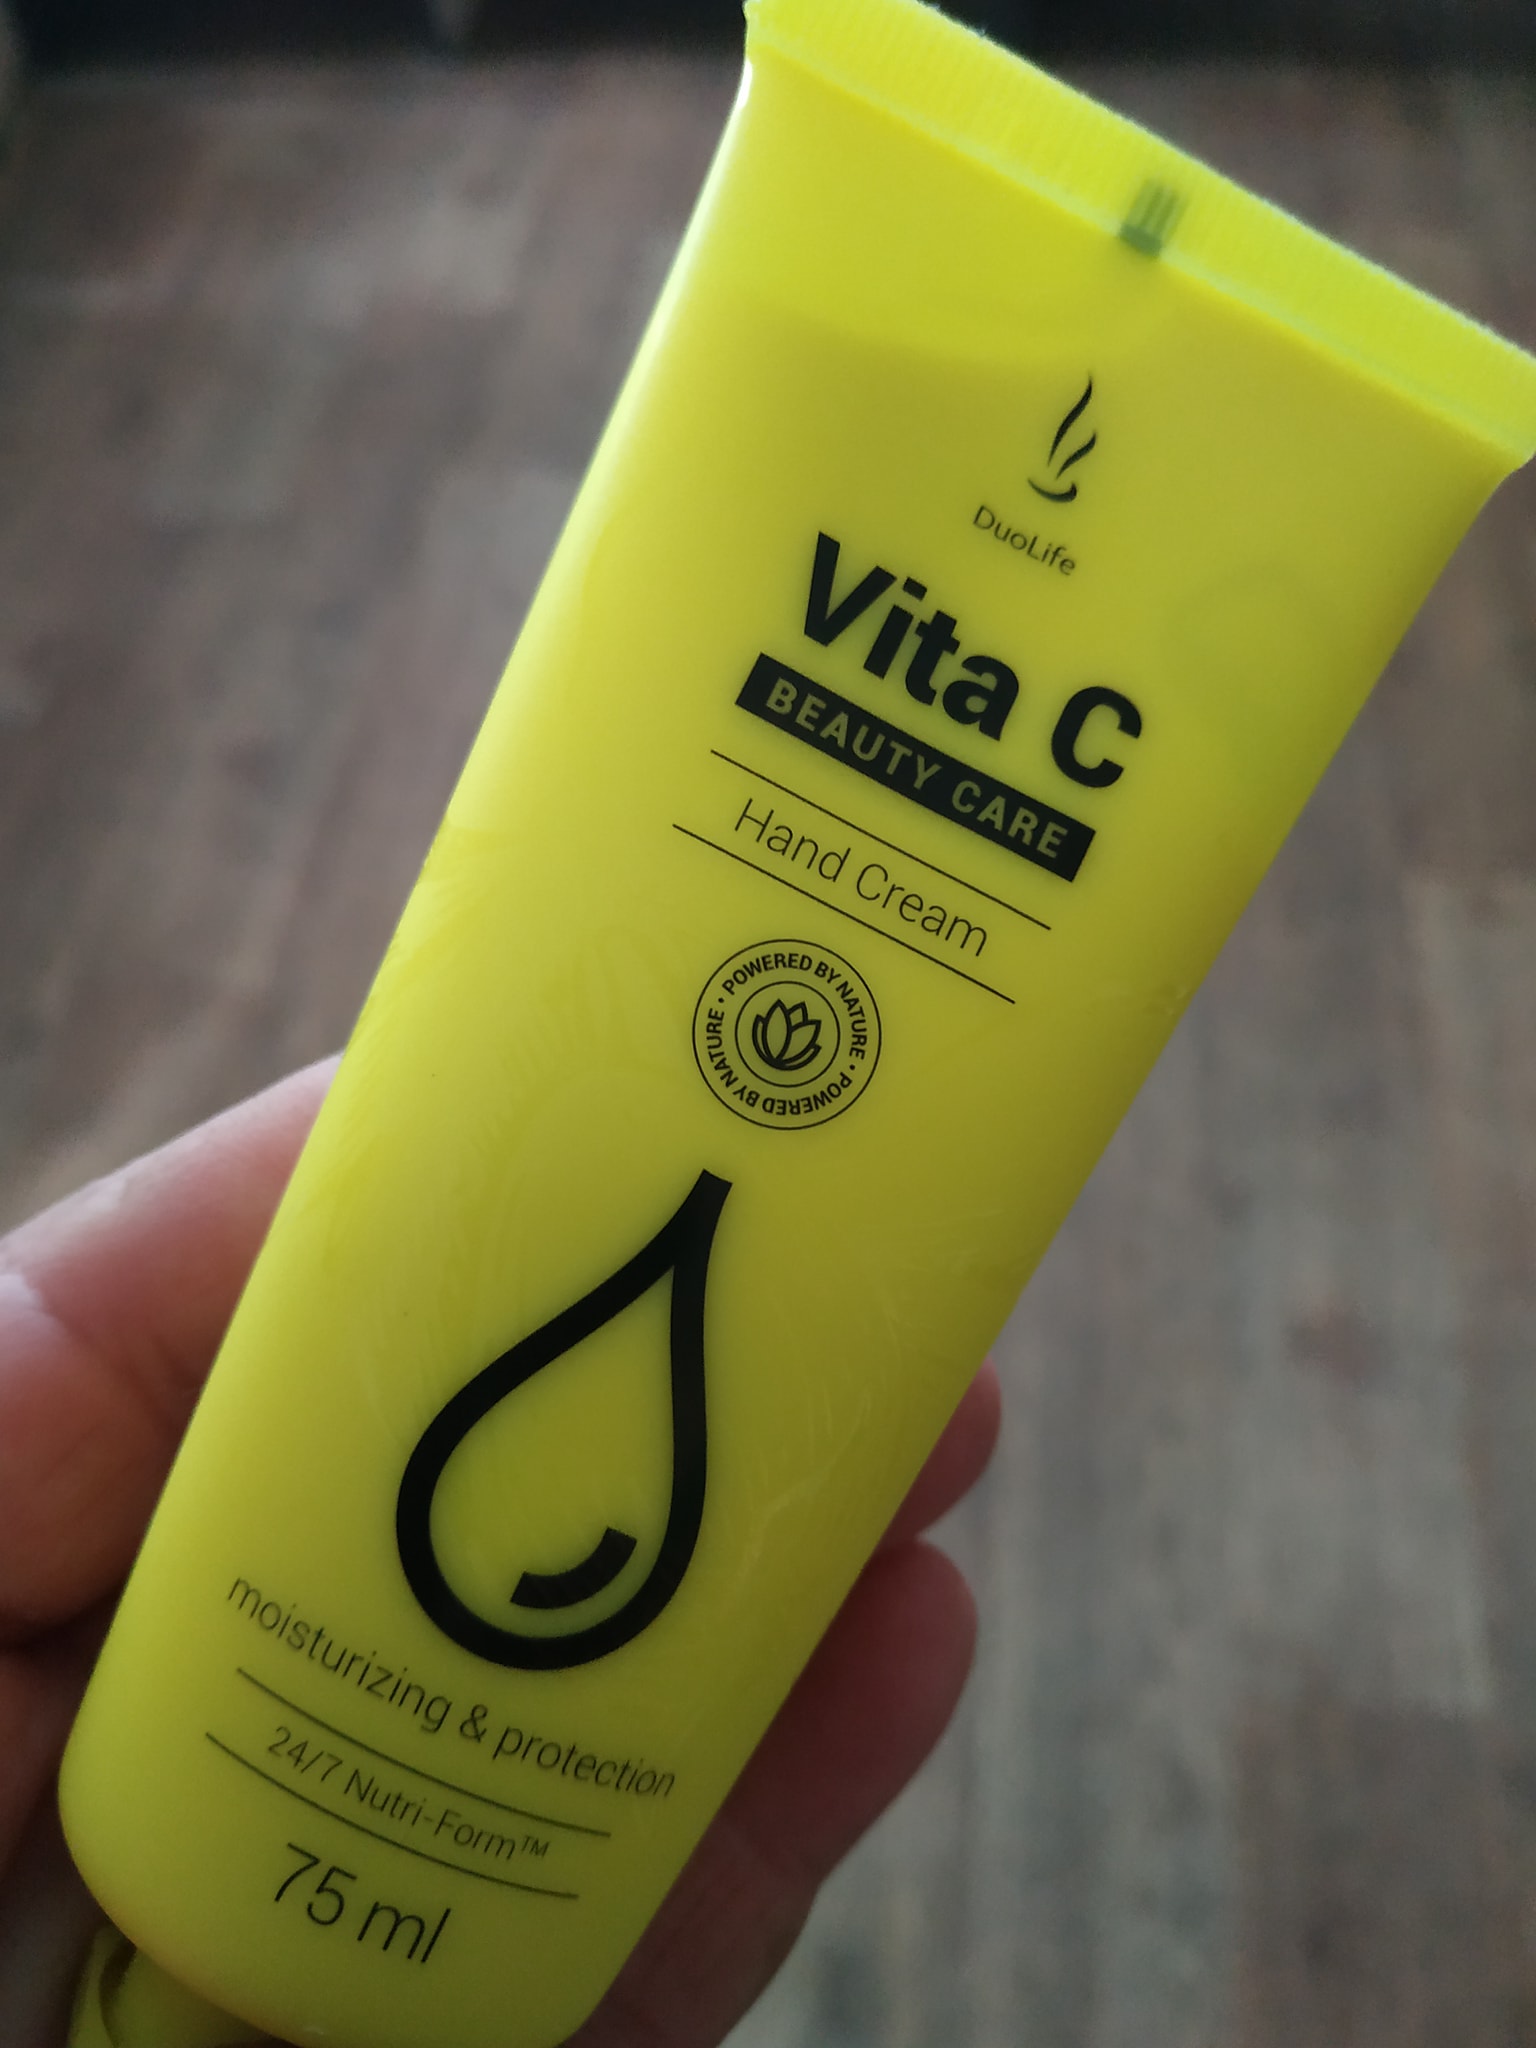 DuoLife
Vita C
BEAUTY CARE
Hand Cream
POWERED BY NATURE • POWERED BY NATURE •
moisturizing & protection
24/7 Nutri-Form™
75 ml